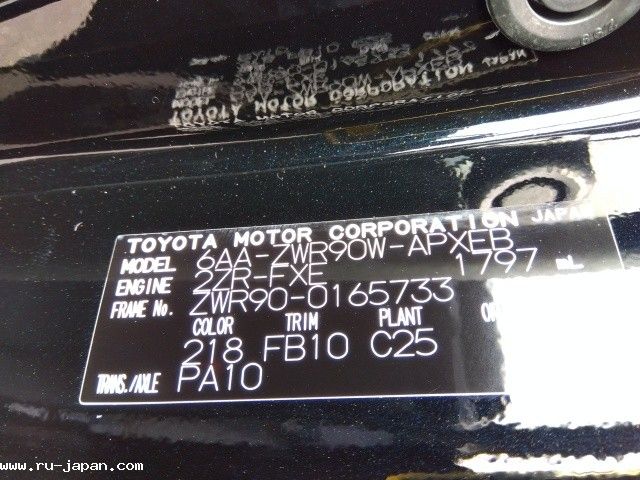 TOYOTA MOTOR CORPORATION JAPAN
MODEL 6AA-ZWR90W-APXEB
ENGINE 2ZR-FXE 1797 mL
FRAME No. ZWR90-0165733
COLOR TRIM PLANT
218 FB10 C25
TRANS./AXLE PA10
www.ru-japan.com